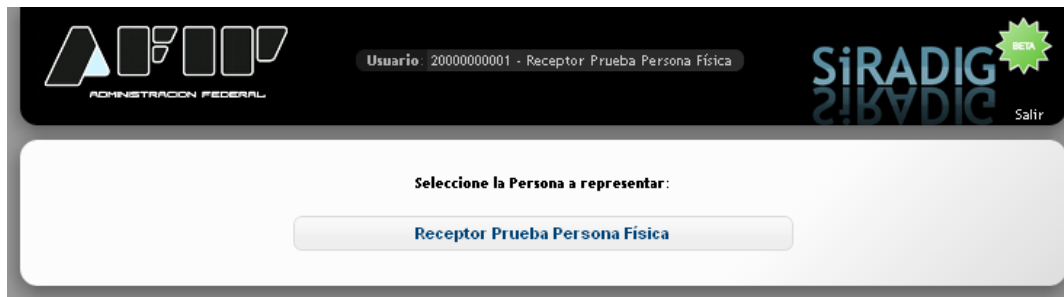 AFIP
ADMINISTRACION FEDERAL
Usuario: 20000000001 - Receptor Prueba Persona Física
SiRADIG
BETA
Salir
Seleccione la Persona a representar:
Receptor Prueba Persona Física